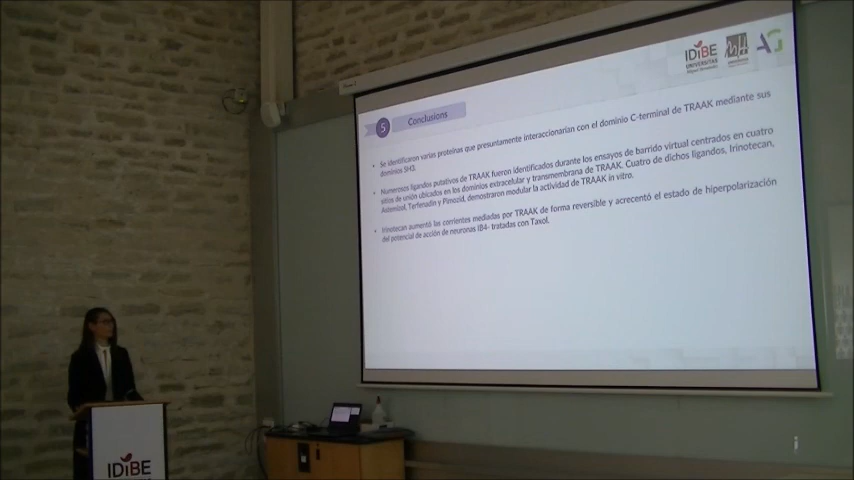 IDiBE
UNIVERSITAS
Miguel Hernández
5
Conclusions
• Se identificaron varias proteínas que presuntamente interaccionarían con el dominio C-terminal de TRAAK mediante sus
dominios SH3.
• Numerosos ligandos putativos de TRAAK fueron identificados durante los ensayos de barrido virtual centrados en cuatro
sitios de unión ubicados en los dominios extracelular y transmembrana de TRAAK. Cuatro de dichos ligandos, Irinotecan,
Astemizol, Terfenadin y Pimozid, demostraron modular la actividad de TRAAK in vitro.
• Irinotecan aumentó las corrientes mediadas por TRAAK de forma reversible y acrecentó el estado de hiperpolarización
del potencial de acción de neuronas IB4- tratadas con Taxol.
IDiBE